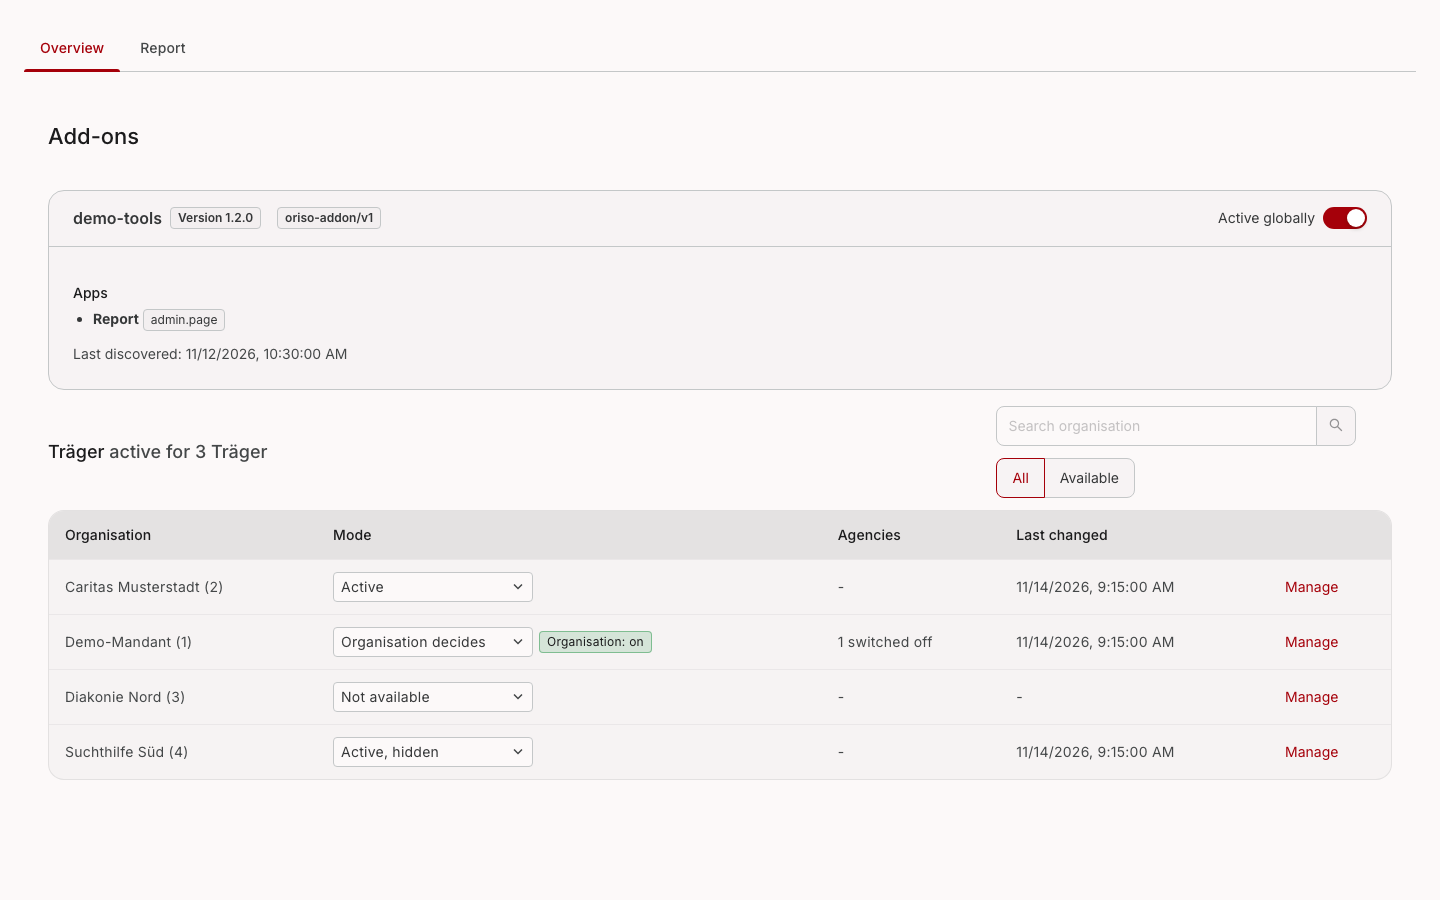 Overview Report
Add-ons
demo-tools Version 1.2.0 oriso-addon/v1 Active globally
Apps
• Report admin.page
Last discovered: 11/12/2026, 10:30:00 AM
Search organisation
Träger active for 3 Träger
All Available
Organisation Mode Agencies Last changed
Caritas Musterstadt (2) Active - 11/14/2026, 9:15:00 AM Manage
Demo-Mandant (1) Organisation decides Organisation: on 1 switched off 11/14/2026, 9:15:00 AM Manage
Diakonie Nord (3) Not available - - Manage
Suchthilfe Süd (4) Active, hidden - 11/14/2026, 9:15:00 AM Manage